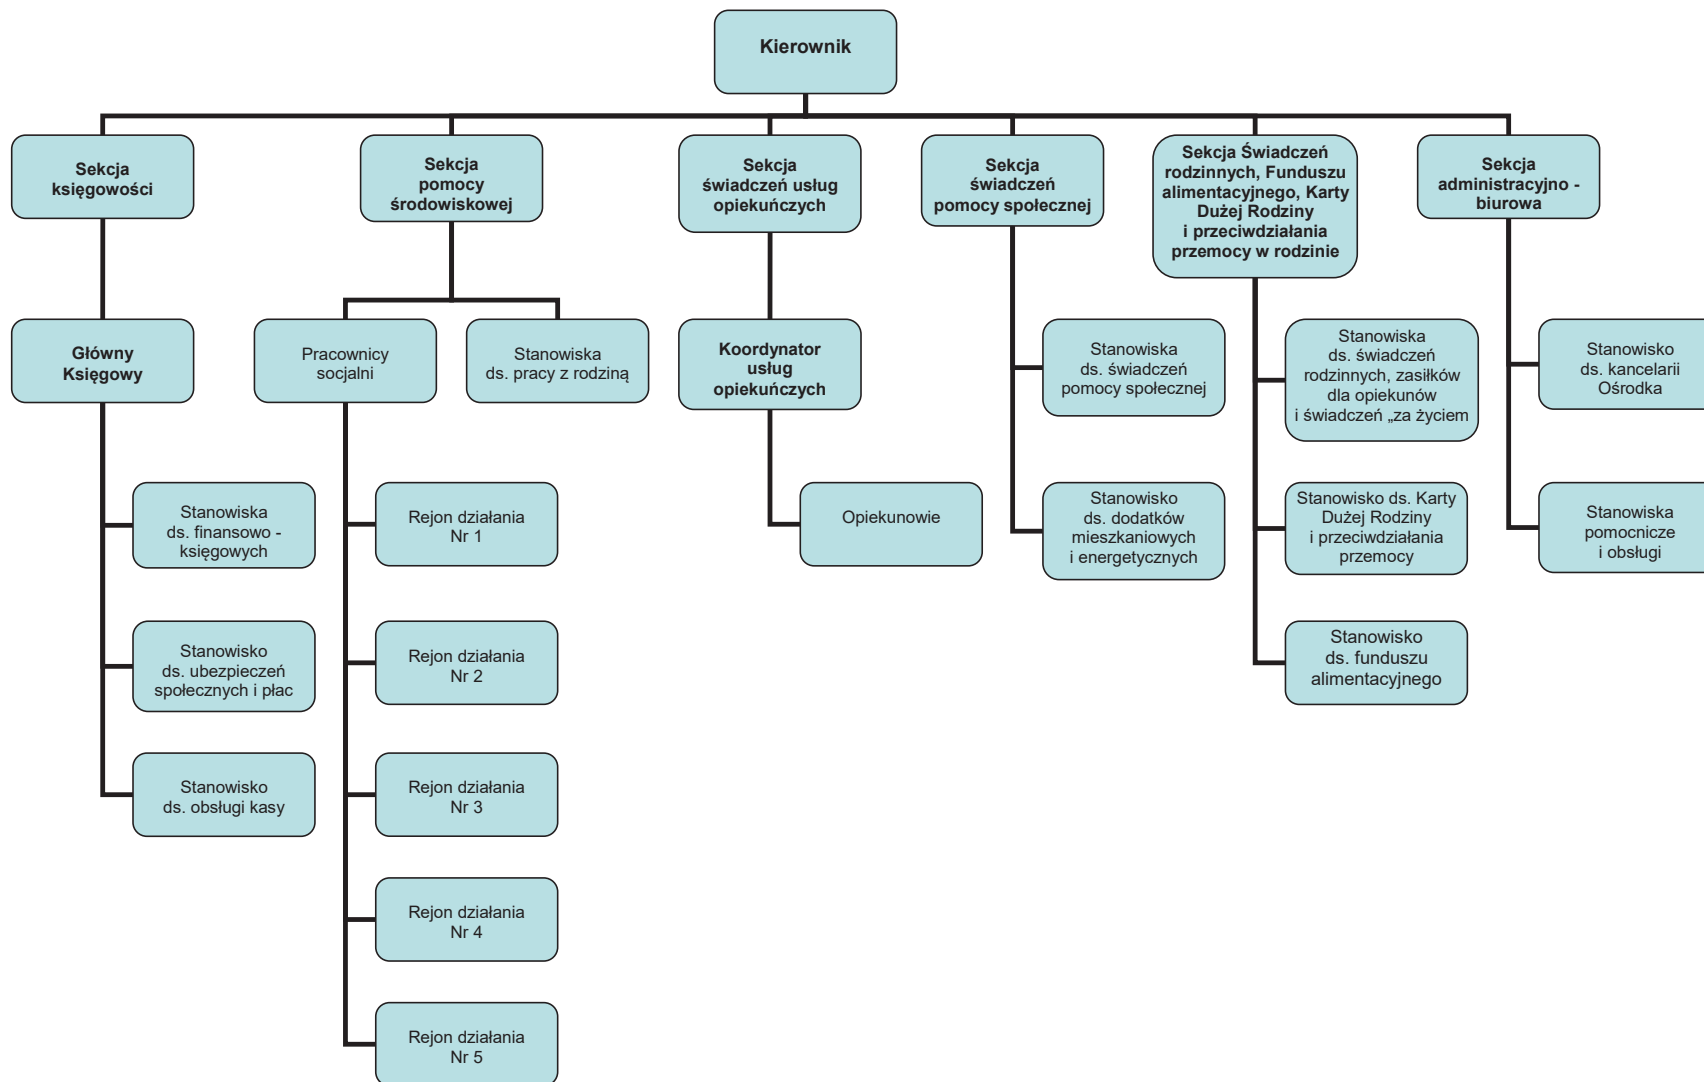 Kierownik
Sekcja
księgowości
Sekcja
pomocy
środowiskowej
Sekcja
świadczeń usług
opiekuńczych
Sekcja
świadczeń
pomocy społecznej
Sekcja Świadczeń
rodzinnych, Funduszu
alimentacyjnego, Karty
Dużej Rodziny
i przeciwdziałania
przemocy w rodzinie
Sekcja
administracyjno -
biurowa
Główny
Księgowy
Pracownicy
socjalni
Stanowiska
ds. pracy z rodziną
Koordynator
usług
opiekuńczych
Stanowiska
ds. świadczeń
pomocy społecznej
Stanowiska
ds. świadczeń
rodzinnych, zasiłków
dla opiekunów
i świadczeń „za życiem
Stanowisko
ds. kancelarii
Ośrodka
Stanowiska
ds. finansowo -
księgowych
Rejon działania
Nr 1
Opiekunowie
Stanowisko
ds. dodatków
mieszkaniowych
i energetycznych
Stanowisko ds. Karty
Dużej Rodziny
i przeciwdziałania
przemocy
Stanowiska
pomocnicze
i obsługi
Stanowisko
ds. ubezpieczeń
społecznych i płac
Rejon działania
Nr 2
Stanowisko
ds. funduszu
alimentacyjnego
Stanowisko
ds. obsługi kasy
Rejon działania
Nr 3
Rejon działania
Nr 4
Rejon działania
Nr 5